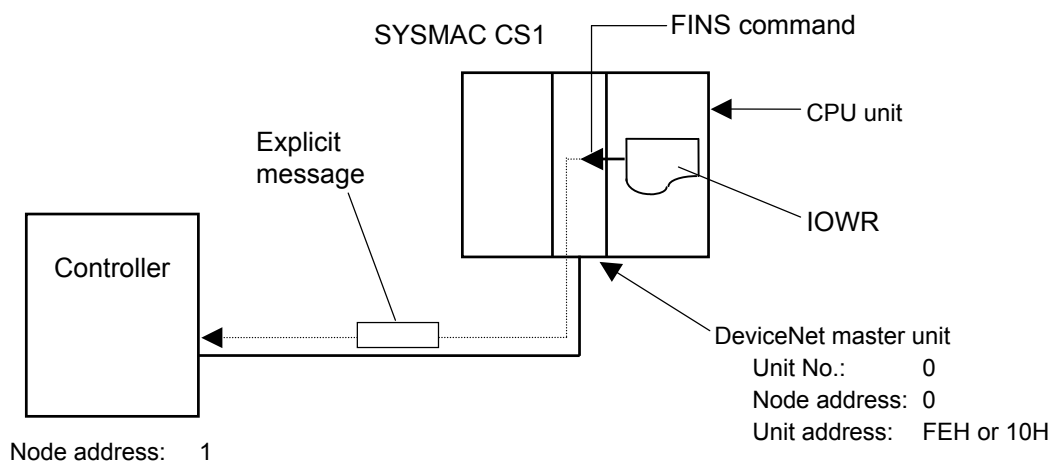 SYSMAC CS1
FINS command
CPU unit
Explicit
message
IOWR
Controller
DeviceNet master unit
Unit No.: 0
Node address: 0
Unit address: FEH or 10H
Node address: 1